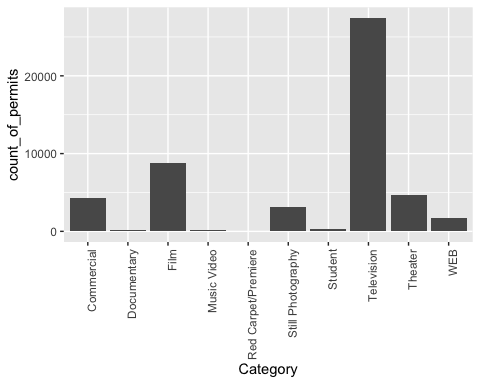 count_of_permits
20000
10000
0
Commercial
Documentary
Film
Music Video
Red Carpet/Premiere
Still Photography
Student
Television
Theater
WEB
Category